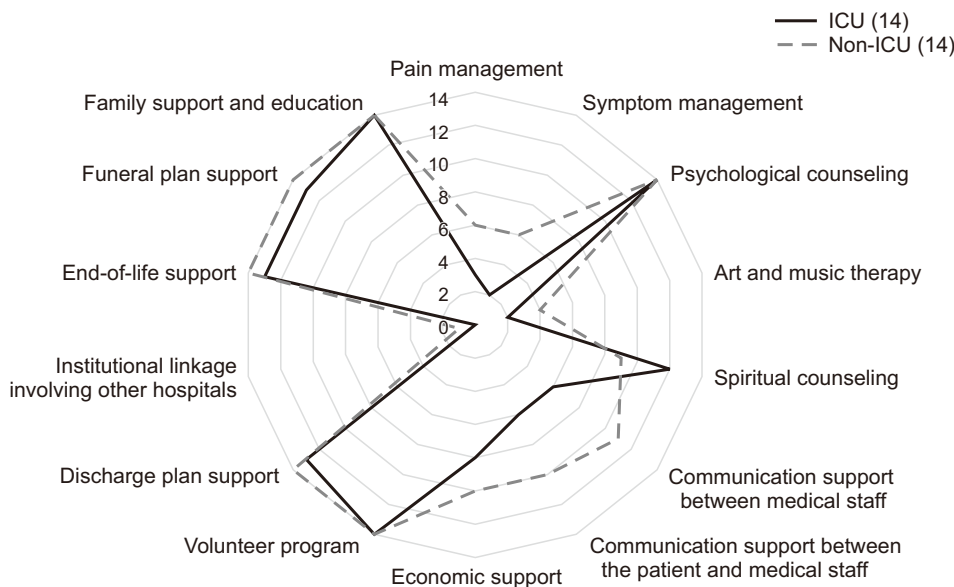 ICU (14)
Non-ICU (14)
Pain management
Symptom management
Psychological counseling
Art and music therapy
Spiritual counseling
Communication support
between medical staff
Communication support between
the patient and medical staff
Economic support
Volunteer program
Discharge plan support
Institutional linkage
involving other hospitals
End-of-life support
Funeral plan support
Family support and education
14
12
10
8
6
4
2
0